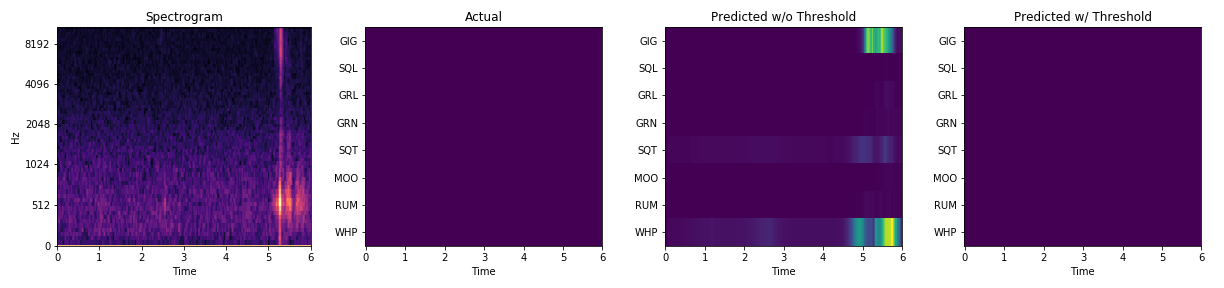 Spectrogram
8192
4096
2048
1024
512
0
Hz
0 1 2 3 4 5 6
Time
Actual
GIG
SQL
GRL
GRN
SQT
MOO
RUM
WHP
0 1 2 3 4 5 6
Time
Predicted w/o Threshold
GIG
SQL
GRL
GRN
SQT
MOO
RUM
WHP
0 1 2 3 4 5 6
Time
Predicted w/ Threshold
GIG
SQL
GRL
GRN
SQT
MOO
RUM
WHP
0 1 2 3 4 5 6
Time